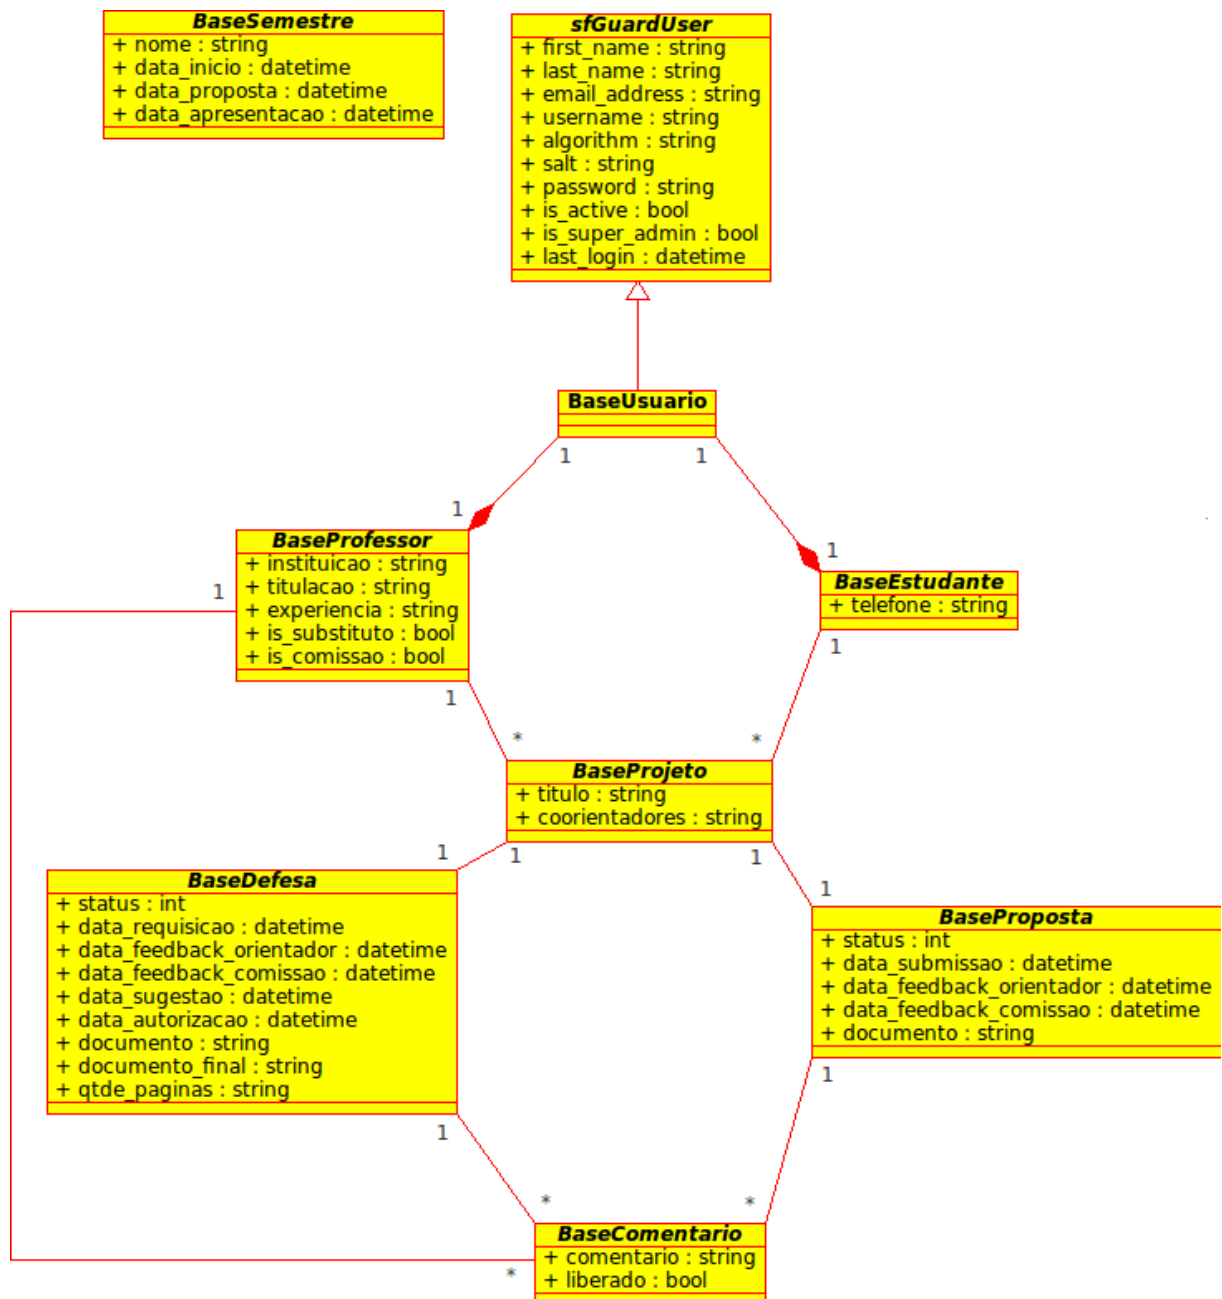 BaseSemestre
+ nome : string
+ data_inicio : datetime
+ data_proposta : datetime
+ data_apresentacao : datetime
sfGuardUser
+ first_name : string
+ last_name : string
+ email_address : string
+ username : string
+ algorithm : string
+ salt : string
+ password : string
+ is_active : bool
+ is_super_admin : bool
+ last_login : datetime
BaseUsuario
1
1
1
1
BaseProfessor
+ instituicao : string
+ titulacao : string
+ experiencia : string
+ is_substituto : bool
+ is_comissao : bool
1
1
BaseEstudante
+ telefone : string
1
*
*
BaseProjeto
+ titulo : string
+ coorientadores : string
1
1
1
1
BaseDefesa
+ status : int
+ data_requisicao : datetime
+ data_feedback_orientador : datetime
+ data_feedback_comissao : datetime
+ data_sugestao : datetime
+ data_autorizacao : datetime
+ documento : string
+ documento_final : string
+ qtde_paginas : string
BaseProposta
+ status : int
+ data_submissao : datetime
+ data_feedback_orientador : datetime
+ data_feedback_comissao : datetime
+ documento : string
1
1
*
*
BaseComentario
+ comentario : string
+ liberado : bool
*